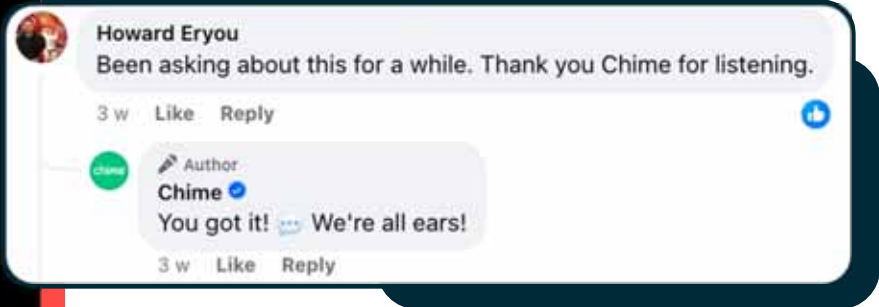 Howard Eryou
Been asking about this for a while. Thank you Chime for listening.
3 w Like Reply
chime
Author
Chime
You got it! 💬 We're all ears!
3 w Like Reply